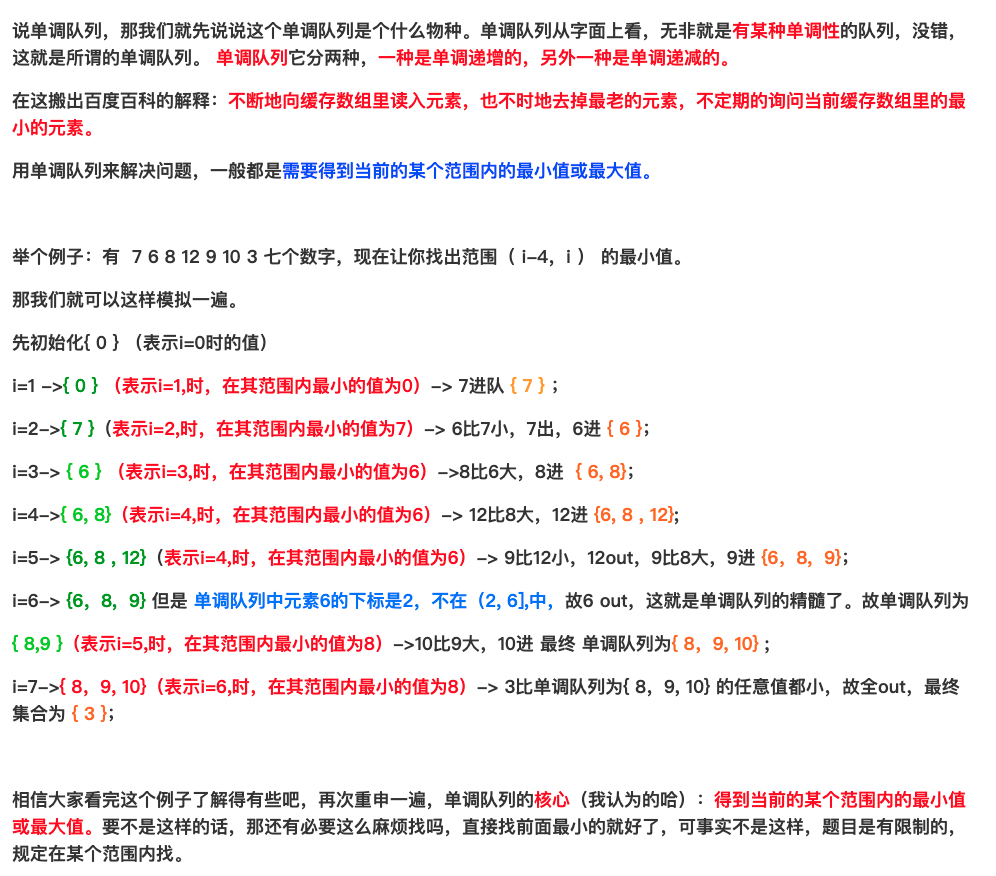 说单调队列，那我们就先说说这个单调队列是个什么物种。单调队列从字面上看，无非就是有某种单调性的队列，没错，
这就是所谓的单调队列。 单调队列它分两种，一种是单调递增的，另外一种是单调递减的。
在这搬出百度百科的解释：不断地向缓存数组里读入元素，也不时地去掉最老的元素，不定期的询问当前缓存数组里的最
小的元素。
用单调队列来解决问题，一般都是需要得到当前的某个范围内的最小值或最大值。
举个例子：有 7 6 8 12 9 10 3 七个数字，现在让你找出范围（ i-4，i ） 的最小值。
那我们就可以这样模拟一遍。
先初始化{ 0 } （表示i=0时的值）
i=1 ->{ 0 } （表示i=1,时，在其范围内最小的值为0）-> 7进队 { 7 } ；
i=2->{ 7 }（表示i=2,时，在其范围内最小的值为7）-> 6比7小，7出，6进 { 6 }；
i=3-> { 6 } （表示i=3,时，在其范围内最小的值为6）->8比6大，8进 { 6, 8}；
i=4->{ 6, 8}（表示i=4,时，在其范围内最小的值为6）-> 12比8大，12进 {6, 8 , 12}；
i=5-> {6, 8 , 12}（表示i=4,时，在其范围内最小的值为6）-> 9比12小，12out，9比8大，9进 {6，8，9}；
i=6-> {6，8，9} 但是 单调队列中元素6的下标是2，不在（2, 6],中，故6 out，这就是单调队列的精髓了。故单调队列为
{ 8,9 }（表示i=5,时，在其范围内最小的值为8）->10比9大，10进 最终 单调队列为{ 8，9, 10} ；
i=7->{ 8，9, 10}（表示i=6,时，在其范围内最小的值为8）-> 3比单调队列为{ 8，9, 10} 的任意值都小，故全out，最终
集合为 { 3 }；
相信大家看完这个例子了解得有些吧，再次重申一遍，单调队列的核心（我认为的哈）：得到当前的某个范围内的最小值
或最大值。要不是这样的话，那还有必要这么麻烦找吗，直接找前面最小的就好了，可事实不是这样，题目是有限制的，
规定在某个范围内找。